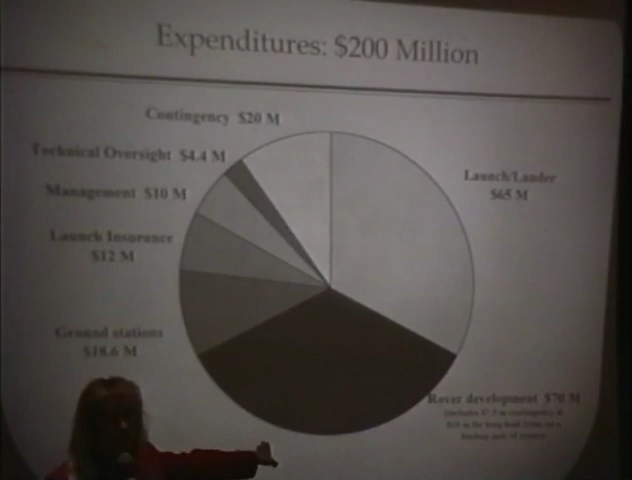 Expenditures: $200 Million
Contingency $20 M
Technical Oversight $4.4 M
Management $10 M
Launch Insurance
$12 M
Ground stations
$18.6 M
Launch/Lander
$65 M
Rover development $70 M